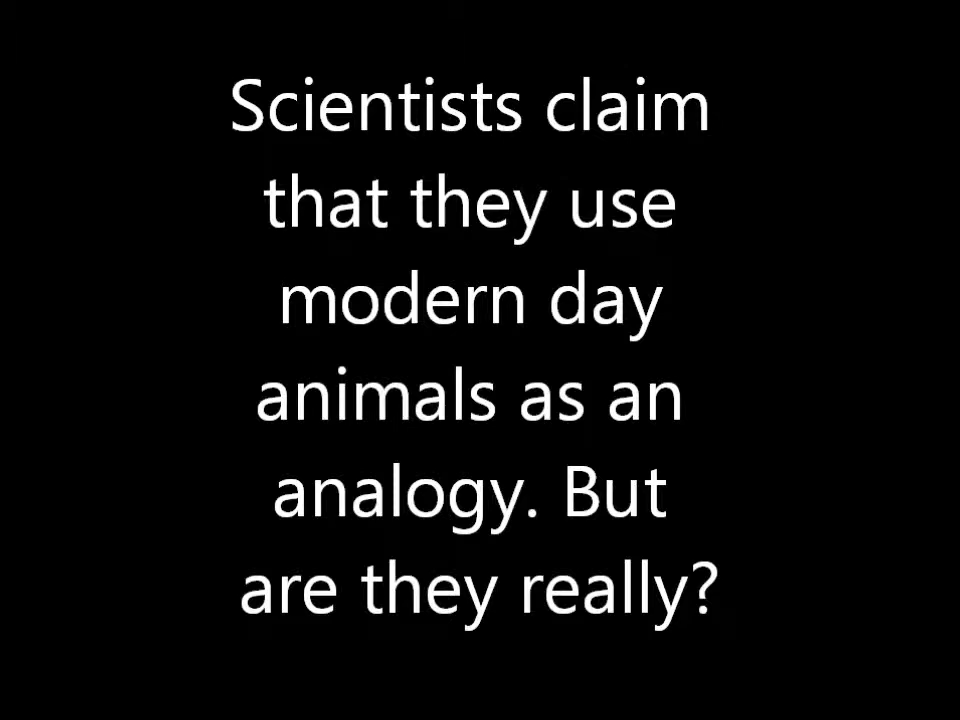 Scientists claim
that they use
modern day
animals as an
analogy. But
are they really?